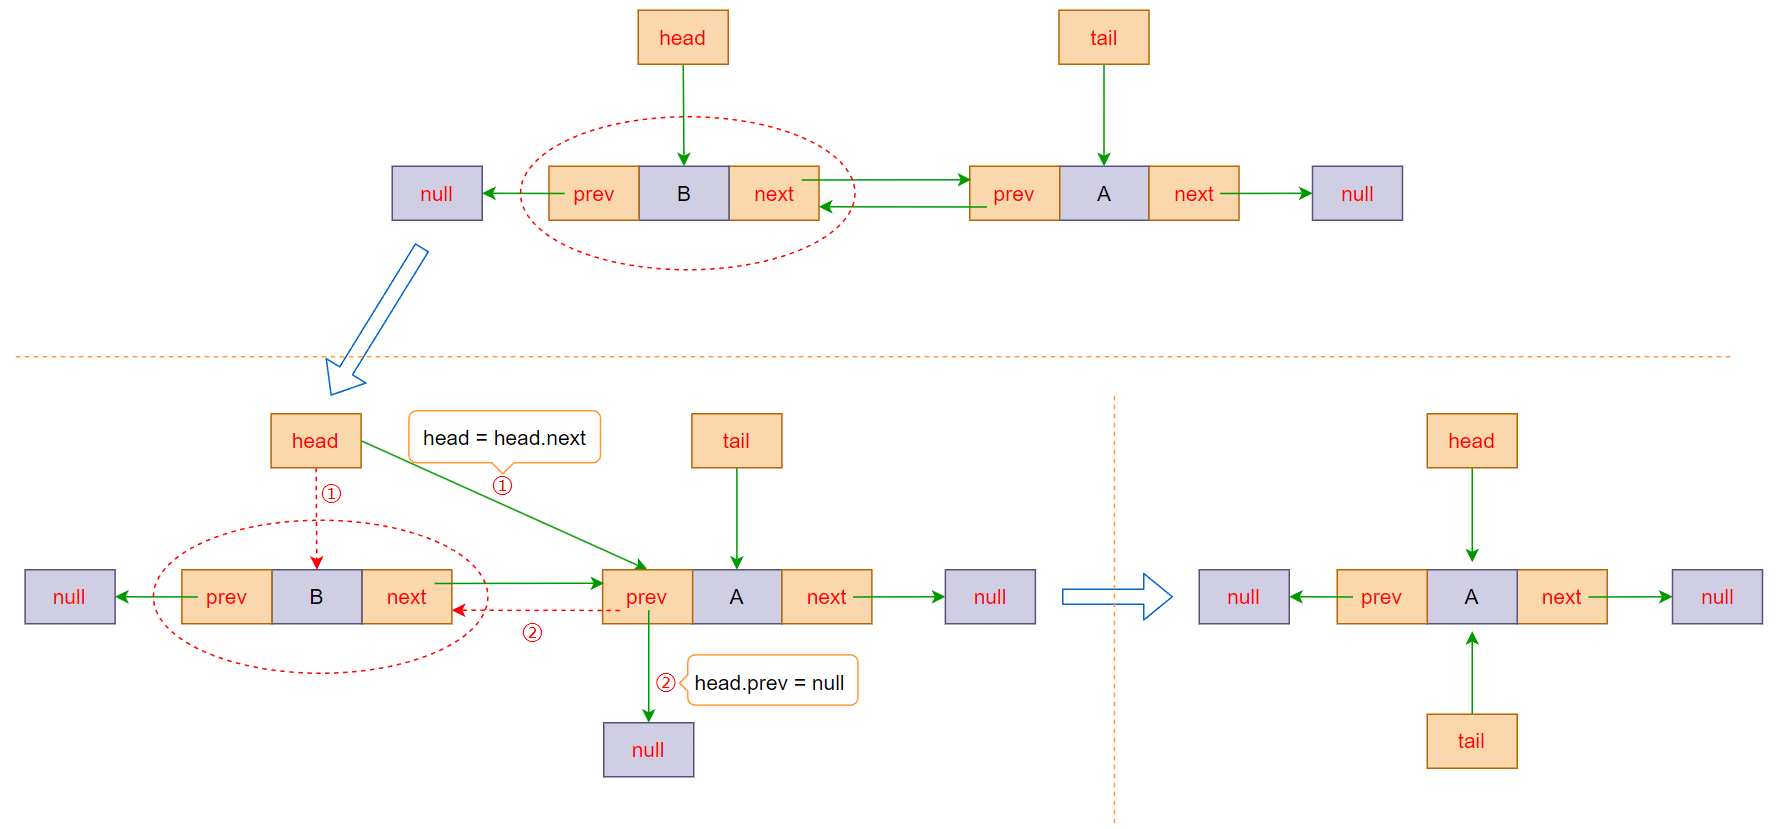 head
tail
null
prev
B
next
prev
A
next
null
head
head = head.next
tail
head
①
①
null
prev
B
next
prev
A
next
null
null
prev
A
next
null
②
②
head.prev = null
null
tail